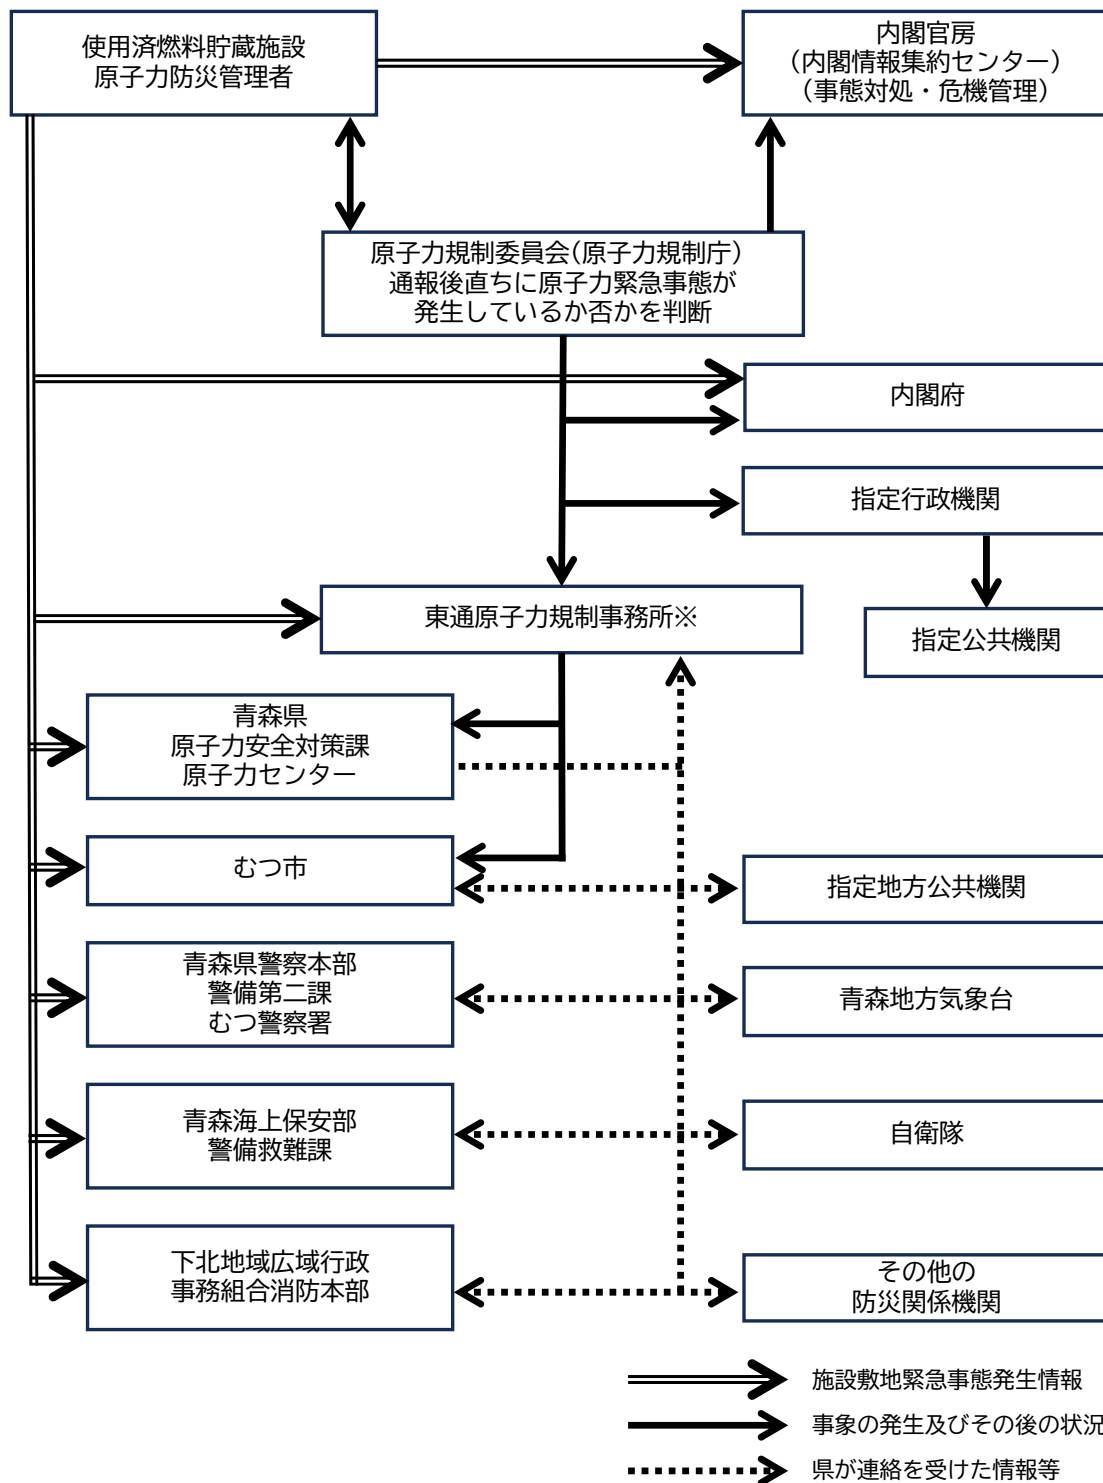 使用済燃料貯蔵施設
原子力防災管理者
内閣官房
（内閣情報集約センター）
（事態対処・危機管理）
原子力規制委員会(原子力規制庁)
通報後直ちに原子力緊急事態が
発生しているか否かを判断
内閣府
指定行政機関
東通原子力規制事務所※
指定公共機関
青森県
原子力安全対策課
原子力センター
むつ市
指定地方公共機関
青森県警察本部
警備第二課
むつ警察署
青森地方気象台
青森海上保安部
警備救難課
自衛隊
下北地域広域行政
事務組合消防本部
その他の
防災関係機関
施設敷地緊急事態発生情報
事象の発生及びその後の状況
県が連絡を受けた情報等